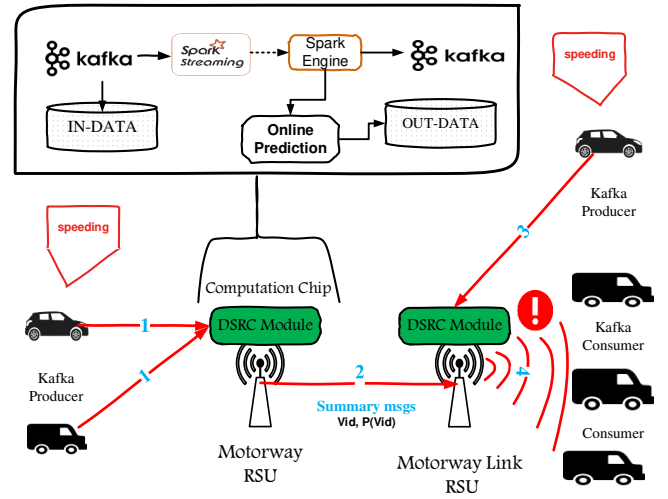 kafka
Spark
Streaming
Spark
Engine
kafka
IN-DATA
Online
Prediction
OUT-DATA
speeding
Kafka
Producer
speeding
3
Computation Chip
DSRC Module
DSRC Module
!
Kafka
Consumer
1
1
Kafka
Producer
2
4
Summary msgs
Vid, P(Vid)
Consumer
Motorway
RSU
Motorway Link
RSU